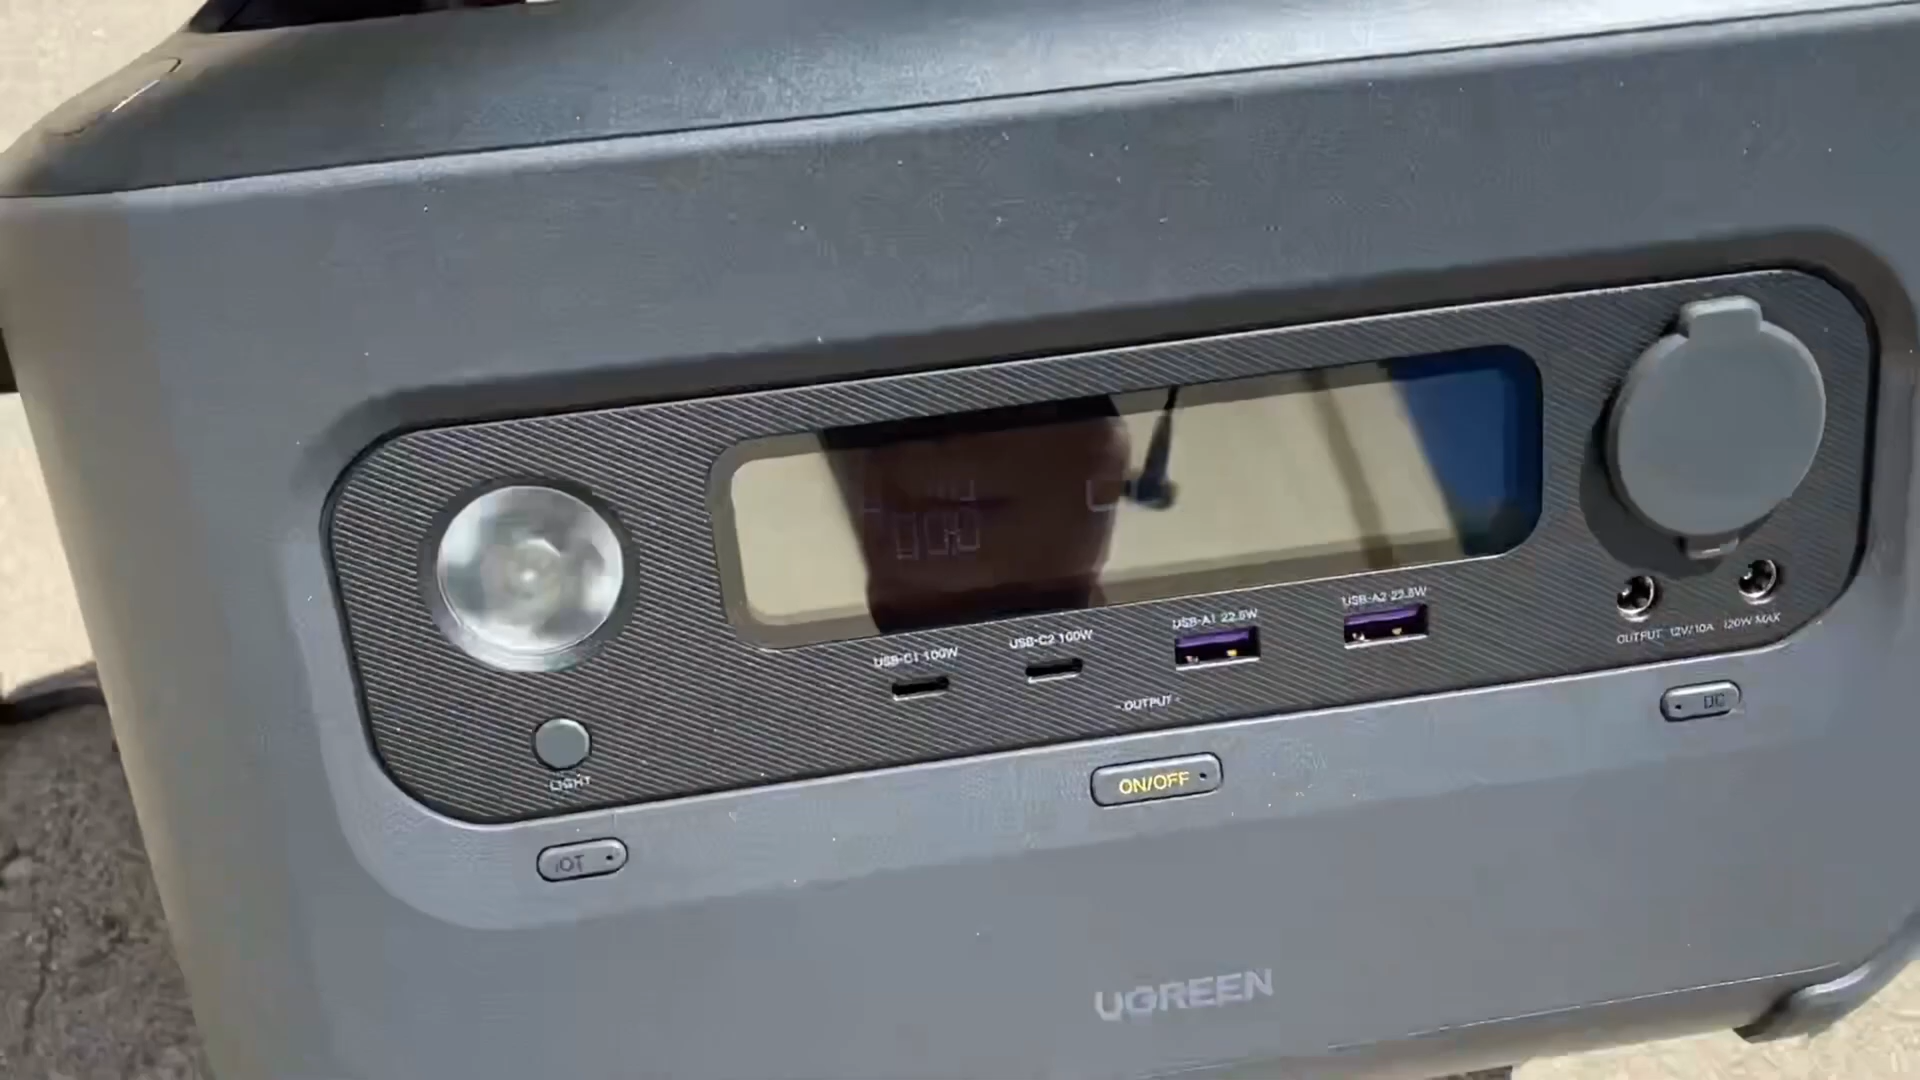 USB-C1 100W
USB-C2 100W
USB-A1 22.5W
USB-A2 22.5W
- OUTPUT -
OUTPUT 12V/10A 120W MAX
LIGHT
DC
ON/OFF
iOT
UGREEN